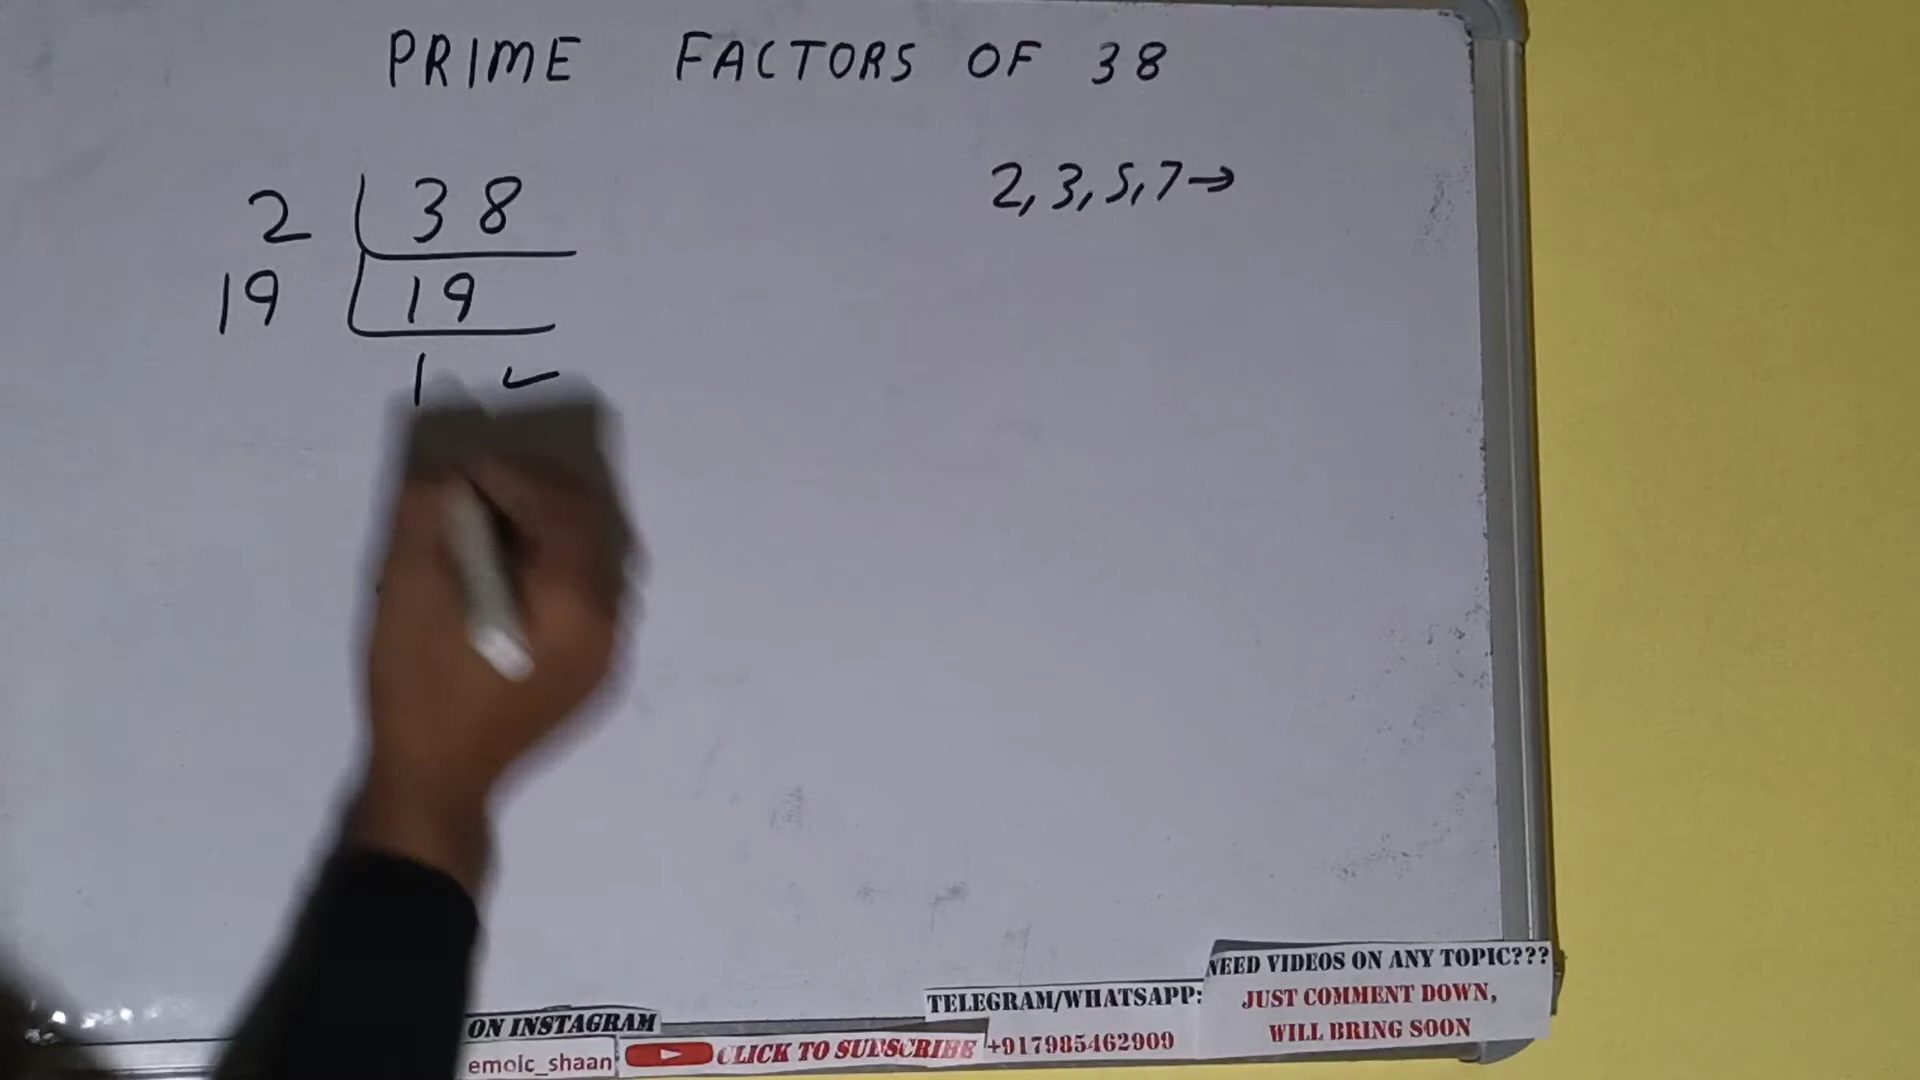 PRIME FACTORS OF 38
2 38
19 19
1
2, 3, 5, 7 →
NEED VIDEOS ON ANY TOPIC???
JUST COMMENT DOWN,
WILL BRING SOON
TELEGRAM/WHATSAPP:
+917985462909
ON INSTAGRAM
emolc_shaan
CLICK TO SUBSCRIBE